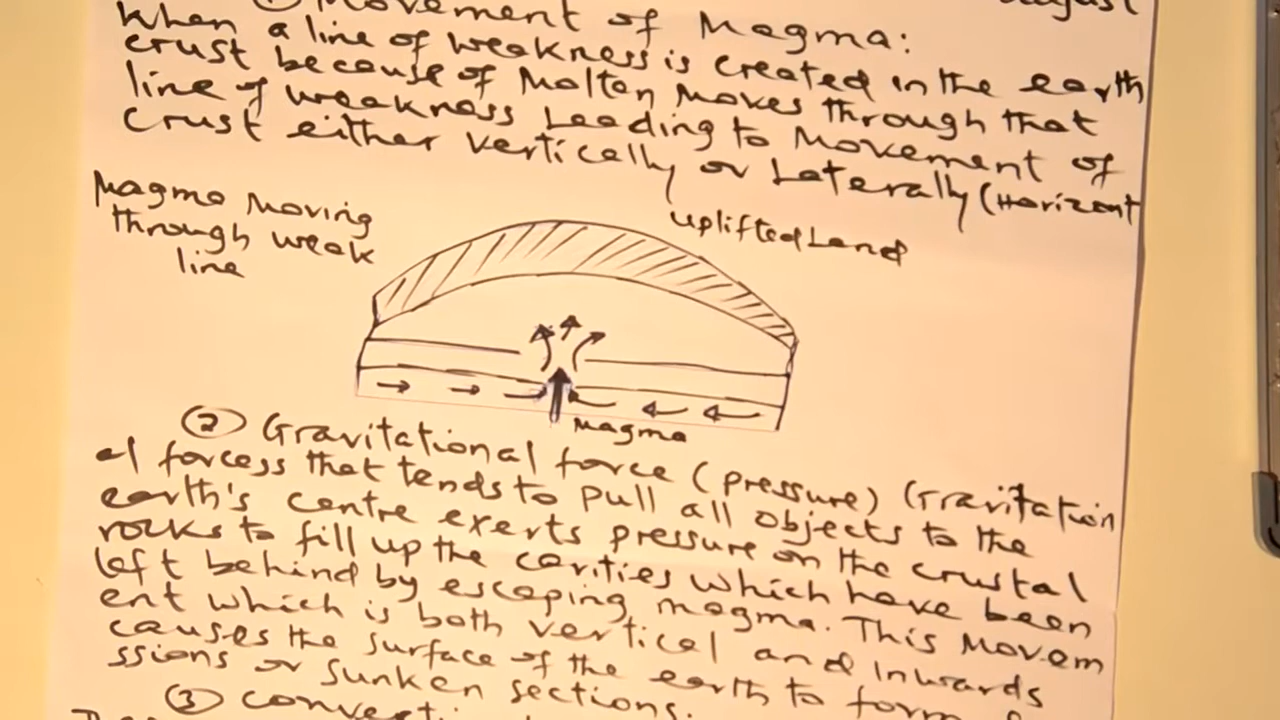 August
① Movement of Magma:
When a line of weakness is created in the earth
crust because of Molten Moves through that
line of weakness Leading to Movement of
crust either vertically or Laterally (Horizont
Magma Moving
through weak
line
uplifted Land
Magma
② Gravitational force (pressure) Gravitation
al forcess that tends to pull all objects to the
earth's centre exerts pressure on the crustal
rocks to fill up the cavities which have been
left behind by escaping magma. This Movem
ent which is both vertical and inwards
causes the surface of the earth to form
ssions or sunken sections.
③